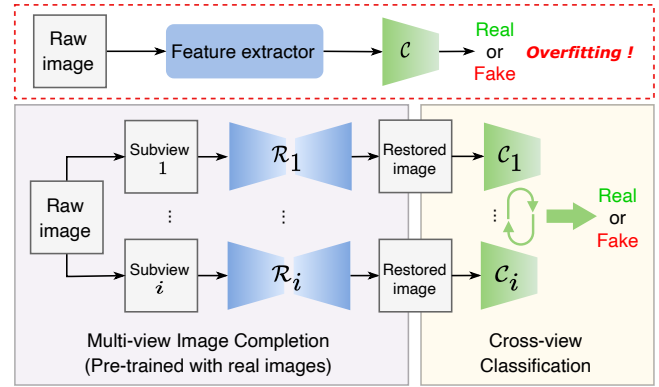 Raw
image
Feature extractor
𝒞
Real
or
Fake
Overfitting !
Raw
image
Subview
1
ℛ1
Restored
image
𝒞1
⋮
⋮
⋮
Subview
i
ℛi
Restored
image
𝒞i
Real
or
Fake
Multi-view Image Completion
(Pre-trained with real images)
Cross-view
Classification